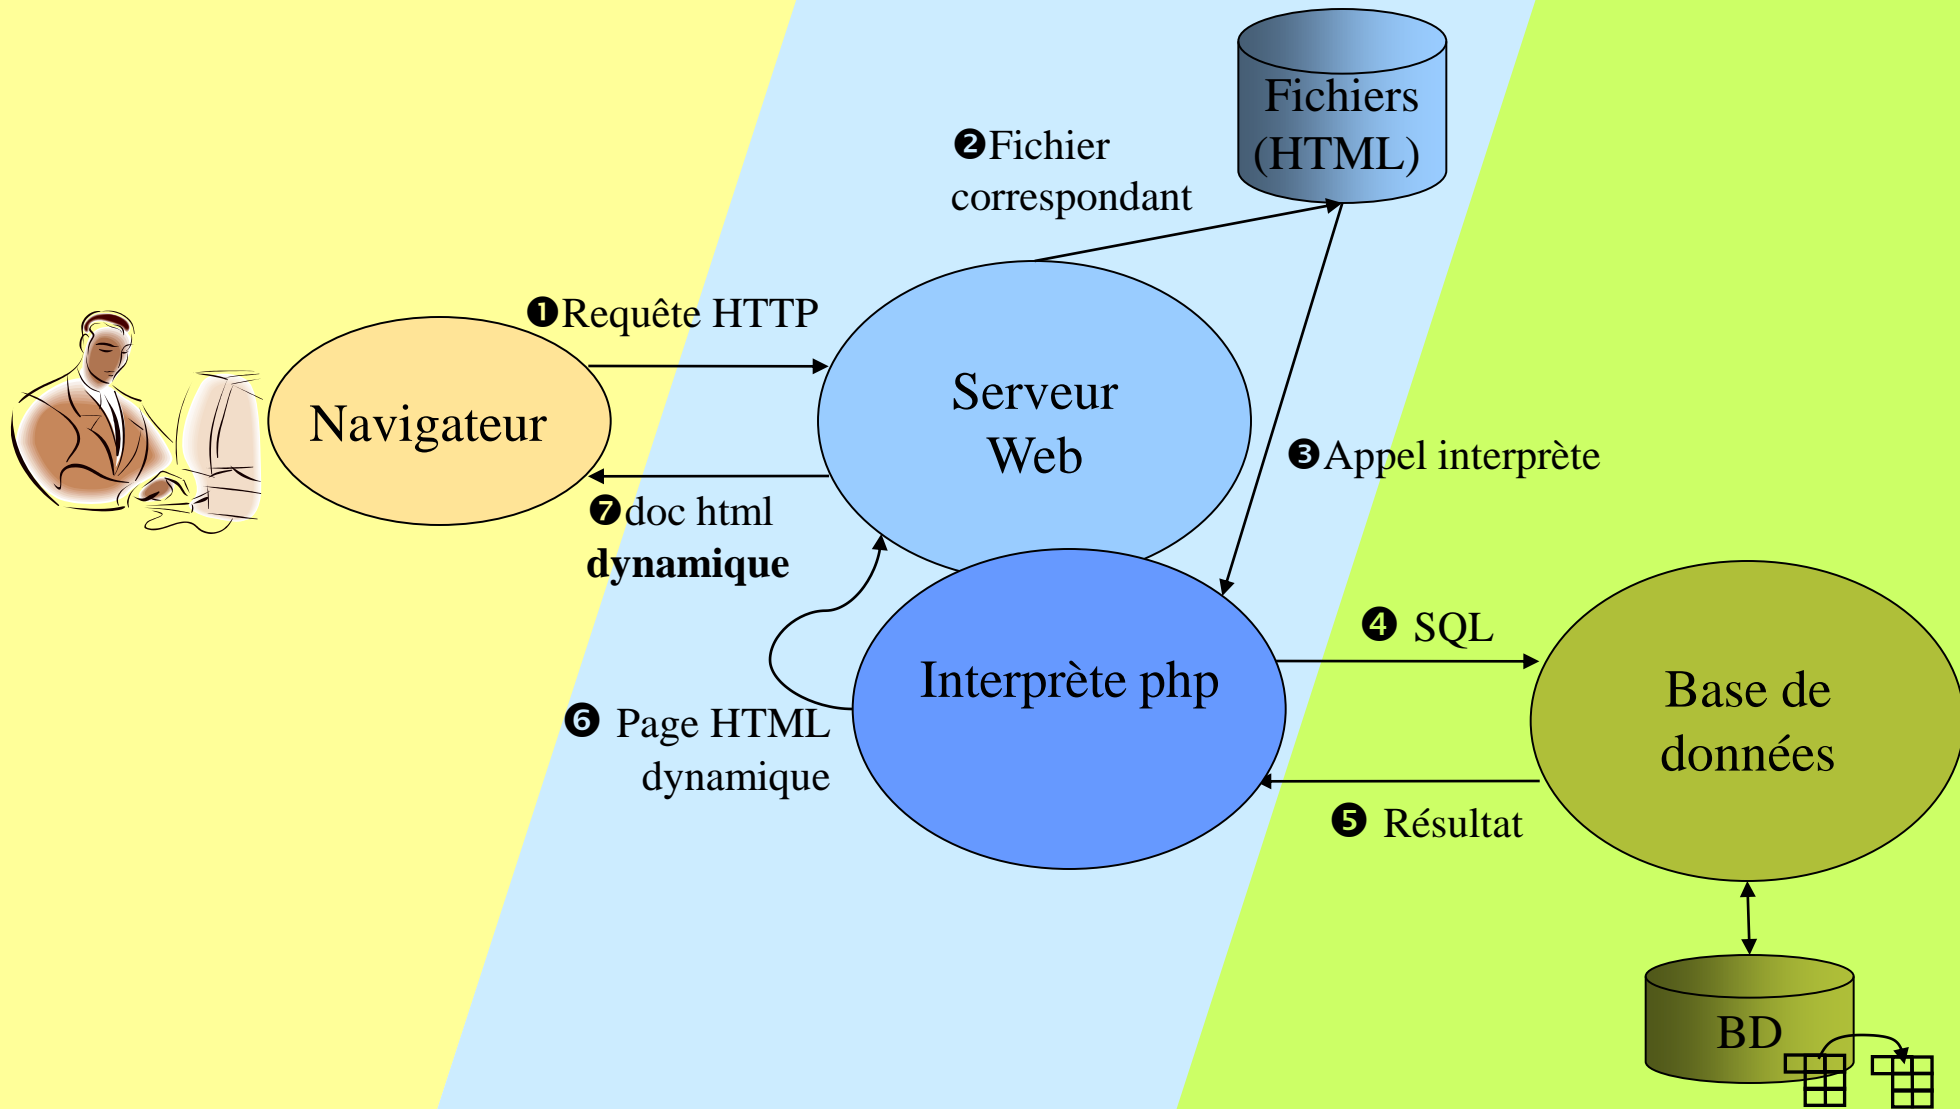 Fichiers
(HTML)
❷Fichier
correspondant
❶Requête HTTP
Navigateur
Serveur
Web
❸Appel interprète
❼doc html
dynamique
❹ SQL
Interprète php
Base de
données
❻ Page HTML
dynamique
❺ Résultat
BD